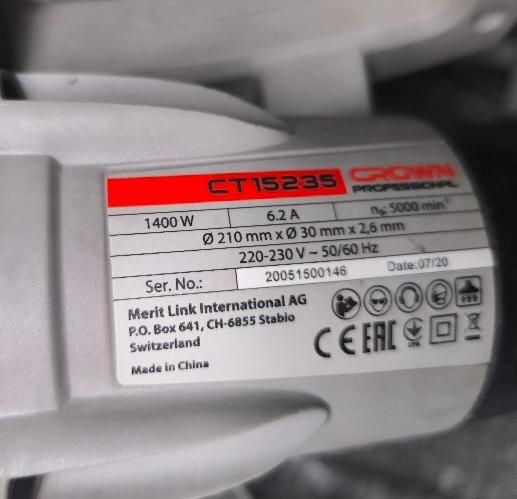 CT15235 CROWN
PROFESSIONAL
1400 W 6.2 A n₀: 5000 min⁻¹
Ø 210 mm x Ø 30 mm x 2,6 mm
220-230 V ~ 50/60 Hz
Ser. No.: 20051500146 Date:07/20
Merit Link International AG
P.O. Box 641, CH-6855 Stabio
Switzerland
Made in China
CE EAC